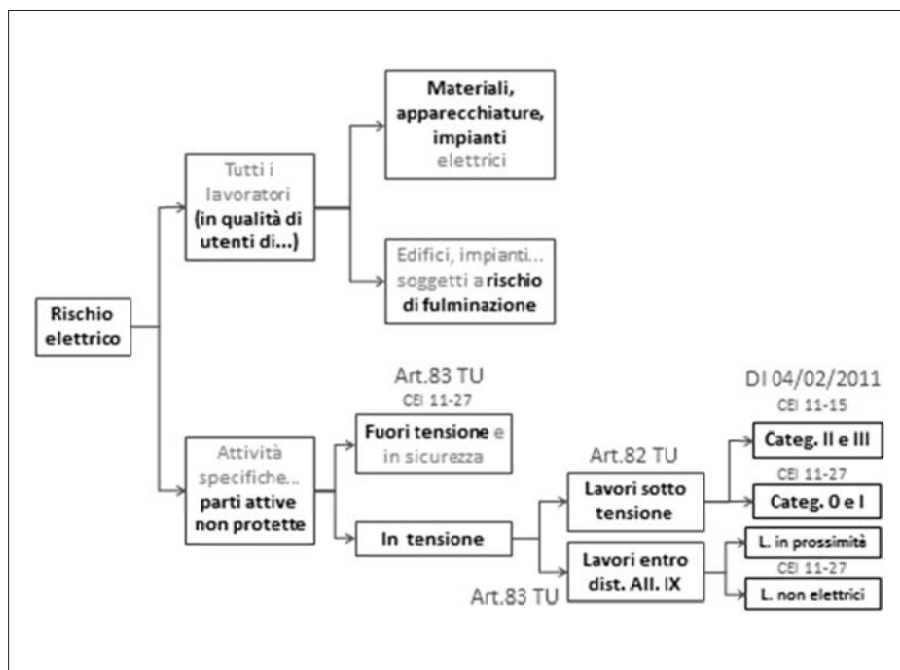 Materiali,
apparecchiature,
impianti
elettrici
Tutti i
lavoratori
(in qualità di
utenti di...)
Edifici, impianti...
soggetti a rischio
di fulminazione
Rischio
elettrico
Art.83 TU
CEI 11-27
Fuori tensione e
in sicurezza
Attività
specifiche...
parti attive
non protette
In tensione
Art.82 TU
Lavori sotto
tensione
Art.83 TU
Lavori entro
dist. All. IX
DI 04/02/2011
CEI 11-15
Categ. II e III
CEI 11-27
Categ. 0 e I
L. in prossimità
CEI 11-27
L. non elettrici